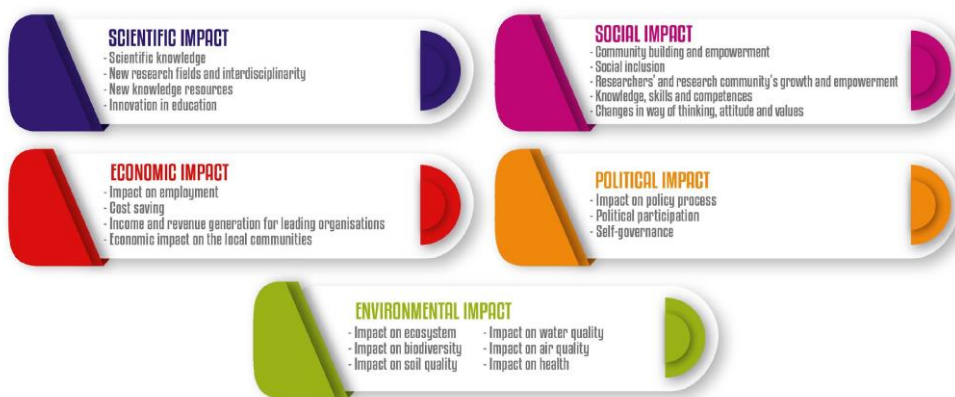 SCIENTIFIC IMPACT
- Scientific knowledge
- New research fields and interdisciplinarity
- New knowledge resources
- Innovation in education
SOCIAL IMPACT
- Community building and empowerment
- Social inclusion
- Researchers' and research community's growth and empowerment
- Knowledge, skills and competences
- Changes in way of thinking, attitude and values
ECONOMIC IMPACT
- Impact on employment
- Cost saving
- Income and revenue generation for leading organisations
- Economic impact on the local communities
POLITICAL IMPACT
- Impact on policy process
- Political participation
- Self-governance
ENVIRONMENTAL IMPACT
- Impact on ecosystem
- Impact on biodiversity
- Impact on soil quality
- Impact on water quality
- Impact on air quality
- Impact on health